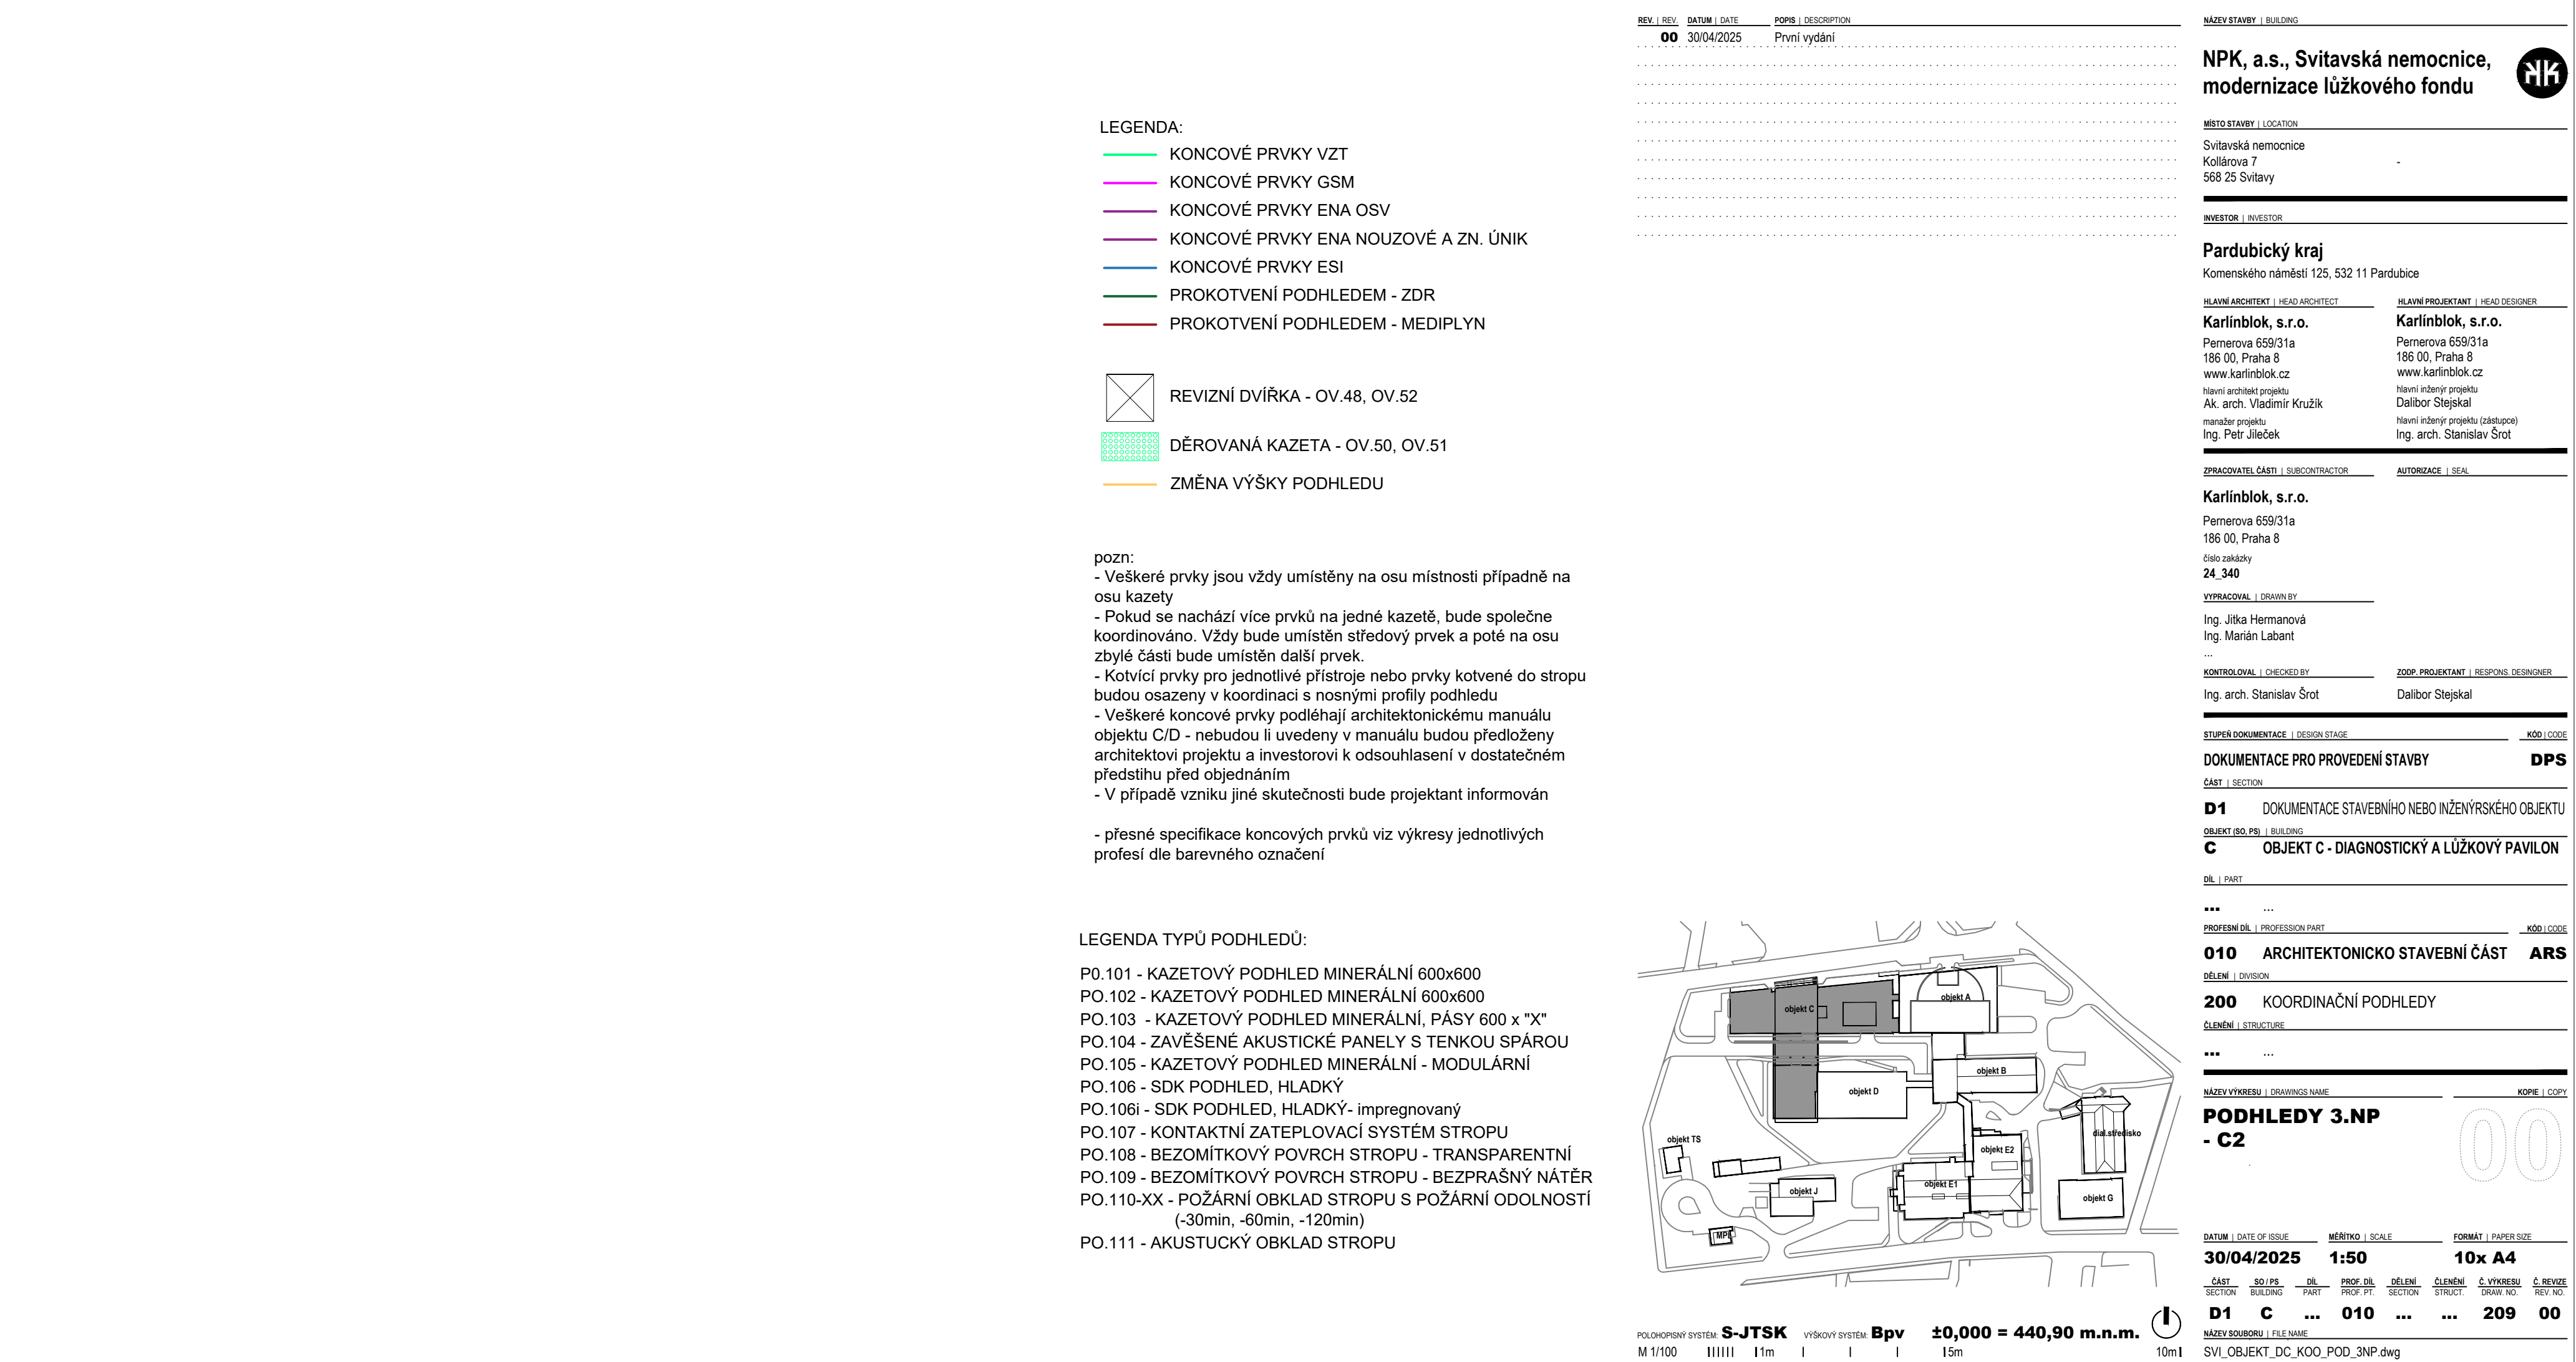 LEGENDA:
KONCOVÉ PRVKY VZT
KONCOVÉ PRVKY GSM
KONCOVÉ PRVKY ENA OSV
KONCOVÉ PRVKY ENA NOUZOVÉ A ZN. ÚNIK
KONCOVÉ PRVKY ESI
PROKOTVENÍ PODHLEDEM - ZDR
PROKOTVENÍ PODHLEDEM - MEDIPLYN
REVIZNÍ DVÍŘKA - OV.48, OV.52
DĚROVANÁ KAZETA - OV.50, OV.51
ZMĚNA VÝŠKY PODHLEDU
pozn:
- Veškeré prvky jsou vždy umístěny na osu místnosti případně na
osu kazety
- Pokud se nachází více prvků na jedné kazetě, bude společne
koordinováno. Vždy bude umístěn středový prvek a poté na osu
zbylé části bude umístěn další prvek.
- Kotvící prvky pro jednotlivé přístroje nebo prvky kotvené do stropu
budou osazeny v koordinaci s nosnými profily podhledu
- Veškeré koncové prvky podléhají architektonickému manuálu
objektu C/D - nebudou li uvedeny v manuálu budou předloženy
architektovi projektu a investorovi k odsouhlasení v dostatečném
předstihu před objednáním
- V případě vzniku jiné skutečnosti bude projektant informován
- přesné specifikace koncových prvků viz výkresy jednotlivých
profesí dle barevného označení
LEGENDA TYPŮ PODHLEDŮ:
P0.101 - KAZETOVÝ PODHLED MINERÁLNÍ 600x600
PO.102 - KAZETOVÝ PODHLED MINERÁLNÍ 600x600
PO.103 - KAZETOVÝ PODHLED MINERÁLNÍ, PÁSY 600 x "X"
PO.104 - ZAVĚŠENÉ AKUSTICKÉ PANELY S TENKOU SPÁROU
PO.105 - KAZETOVÝ PODHLED MINERÁLNÍ - MODULÁRNÍ
PO.106 - SDK PODHLED, HLADKÝ
PO.106i - SDK PODHLED, HLADKÝ- impregnovaný
PO.107 - KONTAKTNÍ ZATEPLOVACÍ SYSTÉM STROPU
PO.108 - BEZOMÍTKOVÝ POVRCH STROPU - TRANSPARENTNÍ
PO.109 - BEZOMÍTKOVÝ POVRCH STROPU - BEZPRAŠNÝ NÁTĚR
PO.110-XX - POŽÁRNÍ OBKLAD STROPU S POŽÁRNÍ ODOLNOSTÍ
(-30min, -60min, -120min)
PO.111 - AKUSTUCKÝ OBKLAD STROPU
REV. | REV. DATUM | DATE POPIS | DESCRIPTION
00 30/04/2025 První vydání
objekt A
objekt C
objekt B
objekt D
objekt TS
dial.středisko
objekt E2
objekt E1
objekt J
objekt G
MPL
POLOHOPISNÝ SYSTÉM: S-JTSK VÝŠKOVÝ SYSTÉM: Bpv ±0,000 = 440,90 m.n.m.
M 1/100 1m 5m 10m
NÁZEV STAVBY | BUILDING
NPK, a.s., Svitavská nemocnice,
modernizace lůžkového fondu
MÍSTO STAVBY | LOCATION
Svitavská nemocnice
Kollárova 7 -
568 25 Svitavy
INVESTOR | INVESTOR
Pardubický kraj
Komenského náměstí 125, 532 11 Pardubice
HLAVNÍ ARCHITEKT | HEAD ARCHITECT HLAVNÍ PROJEKTANT | HEAD DESIGNER
Karlínblok, s.r.o. Karlínblok, s.r.o.
Pernerova 659/31a Pernerova 659/31a
186 00, Praha 8 186 00, Praha 8
www.karlinblok.cz www.karlinblok.cz
hlavní architekt projektu hlavní inženýr projektu
Ak. arch. Vladimír Kružík Dalibor Stejskal
manažer projektu hlavní inženýr projektu (zástupce)
Ing. Petr Jileček Ing. arch. Stanislav Šrot
ZPRACOVATEL ČÁSTI | SUBCONTRACTOR AUTORIZACE | SEAL
Karlínblok, s.r.o.
Pernerova 659/31a
186 00, Praha 8
číslo zakázky
24_340
VYPRACOVAL | DRAWN BY
Ing. Jitka Hermanová
Ing. Marián Labant
...
KONTROLOVAL | CHECKED BY ZODP. PROJEKTANT | RESPONS. DESINGNER
Ing. arch. Stanislav Šrot Dalibor Stejskal
STUPEŇ DOKUMENTACE | DESIGN STAGE KÓD | CODE
DOKUMENTACE PRO PROVEDENÍ STAVBY DPS
ČÁST | SECTION
D1 DOKUMENTACE STAVEBNÍHO NEBO INŽENÝRSKÉHO OBJEKTU
OBJEKT (SO, PS) | BUILDING
C OBJEKT C - DIAGNOSTICKÝ A LŮŽKOVÝ PAVILON
DÍL | PART
... ...
PROFESNÍ DÍL | PROFESSION PART KÓD | CODE
010 ARCHITEKTONICKO STAVEBNÍ ČÁST ARS
DĚLENÍ | DIVISION
200 KOORDINAČNÍ PODHLEDY
ČLENĚNÍ | STRUCTURE
... ...
NÁZEV VÝKRESU | DRAWINGS NAME KOPIE | COPY
PODHLEDY 3.NP
- C2
00
DATUM | DATE OF ISSUE MĚŘÍTKO | SCALE FORMÁT | PAPER SIZE
30/04/2025 1:50 10x A4
ČÁST SO / PS DÍL PROF. DÍL DĚLENÍ ČLENĚNÍ Č. VÝKRESU Č. REVIZE
SECTION BUILDING PART PROF. PT. SECTION STRUCT. DRAW. NO. REV. NO.
D1 C ... 010 ... ... 209 00
NÁZEV SOUBORU | FILE NAME
SVI_OBJEKT_DC_KOO_POD_3NP.dwg